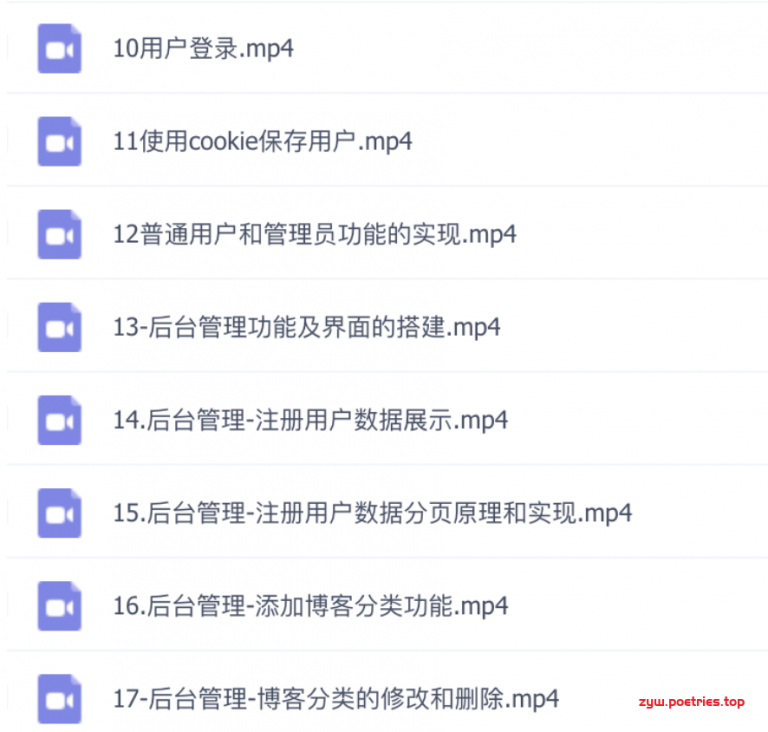 10用户登录.mp4
11使用cookie保存用户.mp4
12普通用户和管理员功能的实现.mp4
13-后台管理功能及界面的搭建.mp4
14.后台管理-注册用户数据展示.mp4
15.后台管理-注册用户数据分页原理和实现.mp4
16.后台管理-添加博客分类功能.mp4
17-后台管理-博客分类的修改和删除.mp4
zyw.poetries.top